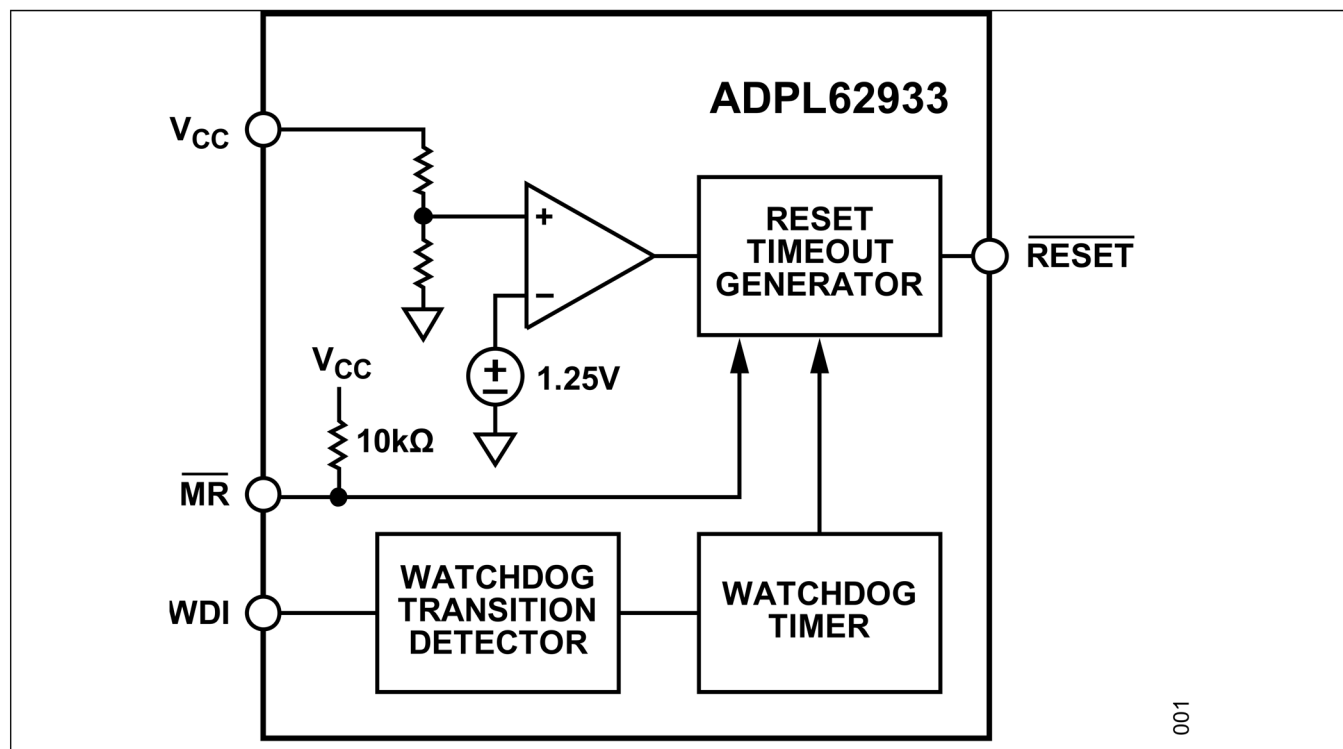 ADPL62933
VCC
+
−
RESET
TIMEOUT
GENERATOR
RESET
VCC
+
−
1.25V
10kΩ
MR
WDI
WATCHDOG
TRANSITION
DETECTOR
WATCHDOG
TIMER
001